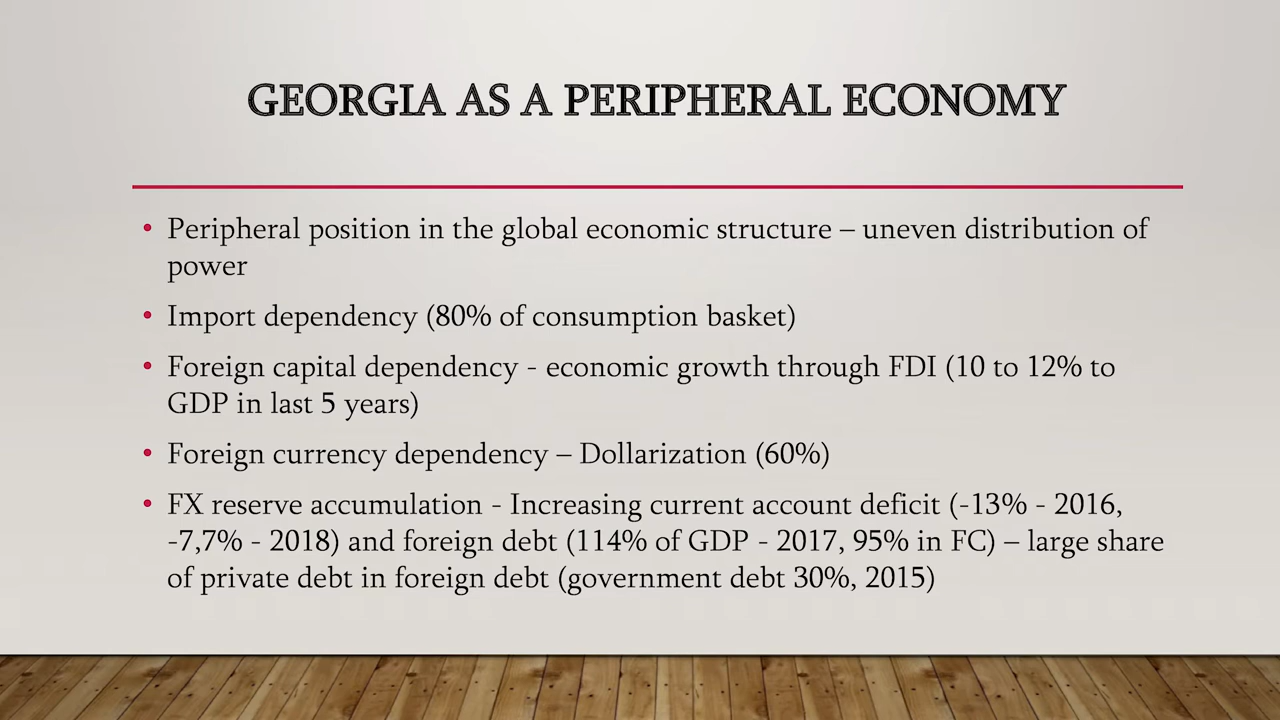 GEORGIA AS A PERIPHERAL ECONOMY
• Peripheral position in the global economic structure – uneven distribution of
power
• Import dependency (80% of consumption basket)
• Foreign capital dependency - economic growth through FDI (10 to 12% to
GDP in last 5 years)
• Foreign currency dependency – Dollarization (60%)
• FX reserve accumulation - Increasing current account deficit (-13% - 2016,
-7,7% - 2018) and foreign debt (114% of GDP - 2017, 95% in FC) – large share
of private debt in foreign debt (government debt 30%, 2015)